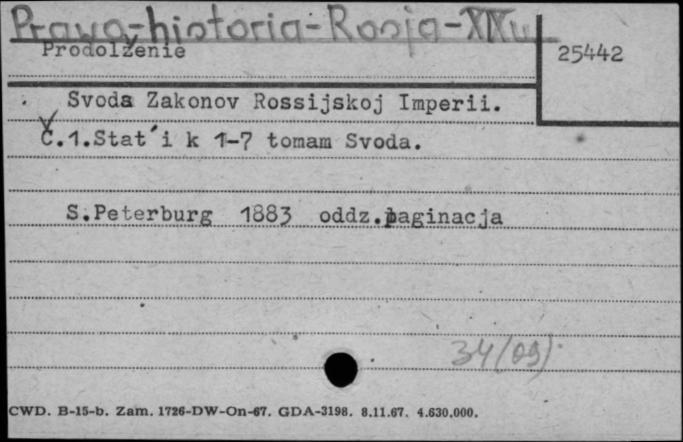 Prawo-historia-Rosja-XIXw
Prodolženie
25442
Svoda Zakonov Rossijskoj Imperii.
Č.1.Stat´i k 1-7 tomam Svoda.
S.Peterburg 1883 oddz.paginacja
34(09)
CWD. B-15-b. Zam. 1726-DW-On-67. GDA-3198. 8.11.67. 4.630.000.